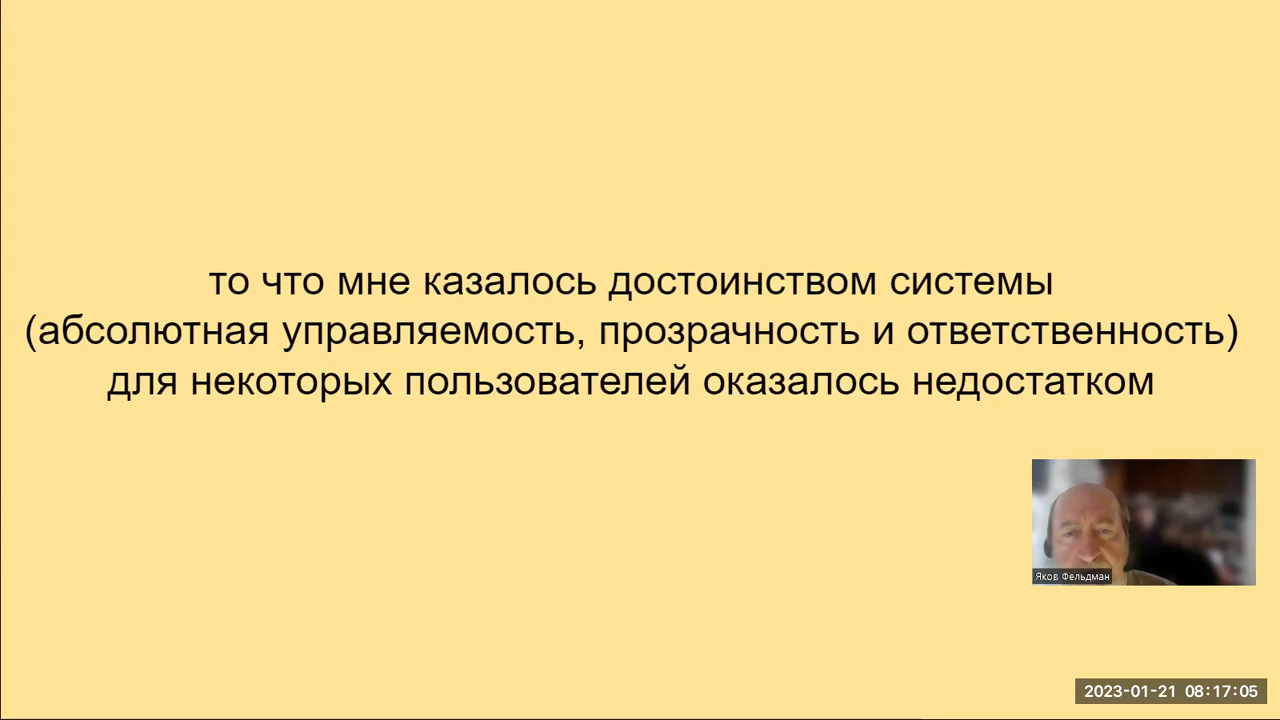 то что мне казалось достоинством системы
(абсолютная управляемость, прозрачность и ответственность)
для некоторых пользователей оказалось недостатком
Яков Фельдман
2023-01-21 08:17:05